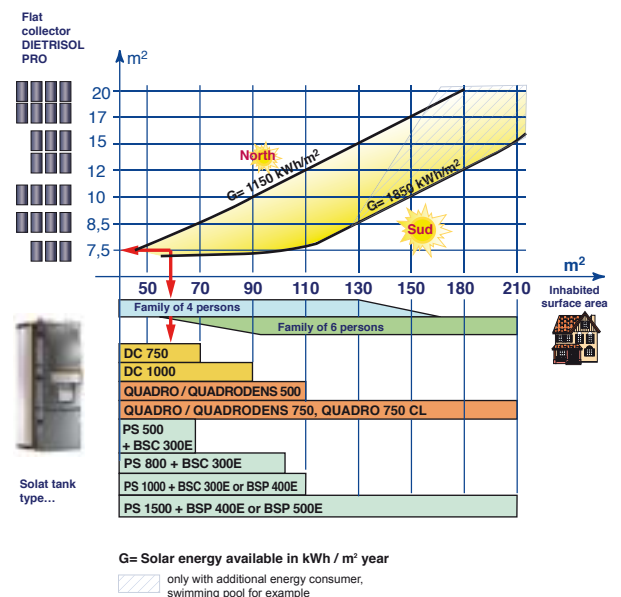 Flat
collector
DIETRISOL
PRO
m²
20
17
15
12
10
8,5
7,5
North
G= 1150 kWh/m²
G= 1850 kWh/m²
Sud
m²
50 70 90 110 130 150 180 210
Inhabited
surface area
Family of 4 persons
Family of 6 persons
DC 750
DC 1000
QUADRO / QUADRODENS 500
QUADRO / QUADRODENS 750, QUADRO 750 CL
PS 500
+ BSC 300E
PS 800 + BSC 300E
PS 1000 + BSC 300E or BSP 400E
PS 1500 + BSP 400E or BSP 500E
Solat tank
type…
G= Solar energy available in kWh / m² year
only with additional energy consumer,
swimming pool for example